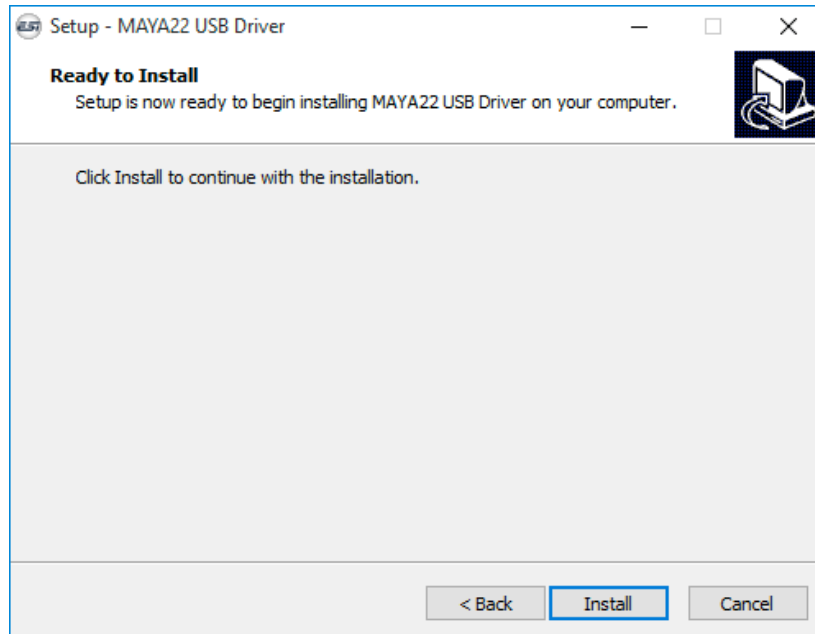 ESI Setup - MAYA22 USB Driver
Ready to Install
Setup is now ready to begin installing MAYA22 USB Driver on your computer.
Click Install to continue with the installation.
< Back Install Cancel